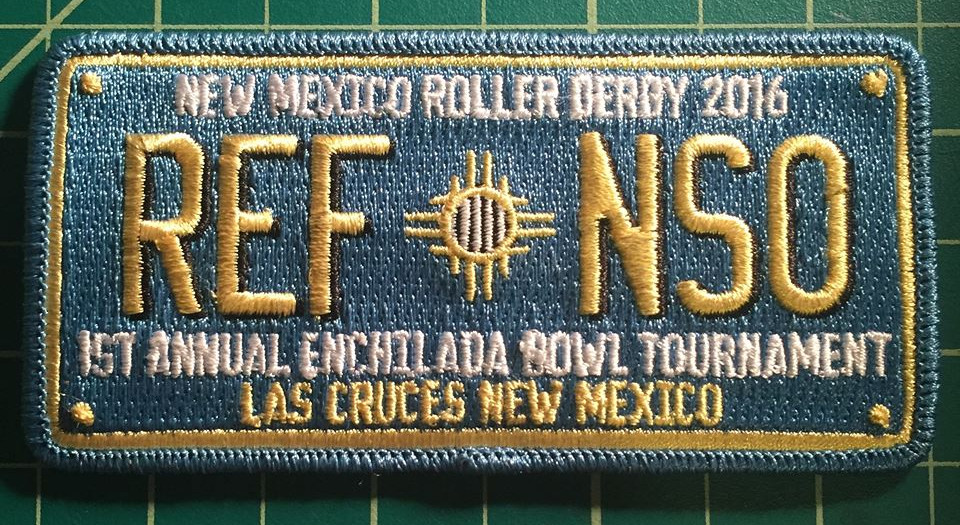 NEW MEXICO ROLLER DERBY 2016
REF NSO
1ST ANNUAL ENCHILADA BOWL TOURNAMENT
LAS CRUCES NEW MEXICO